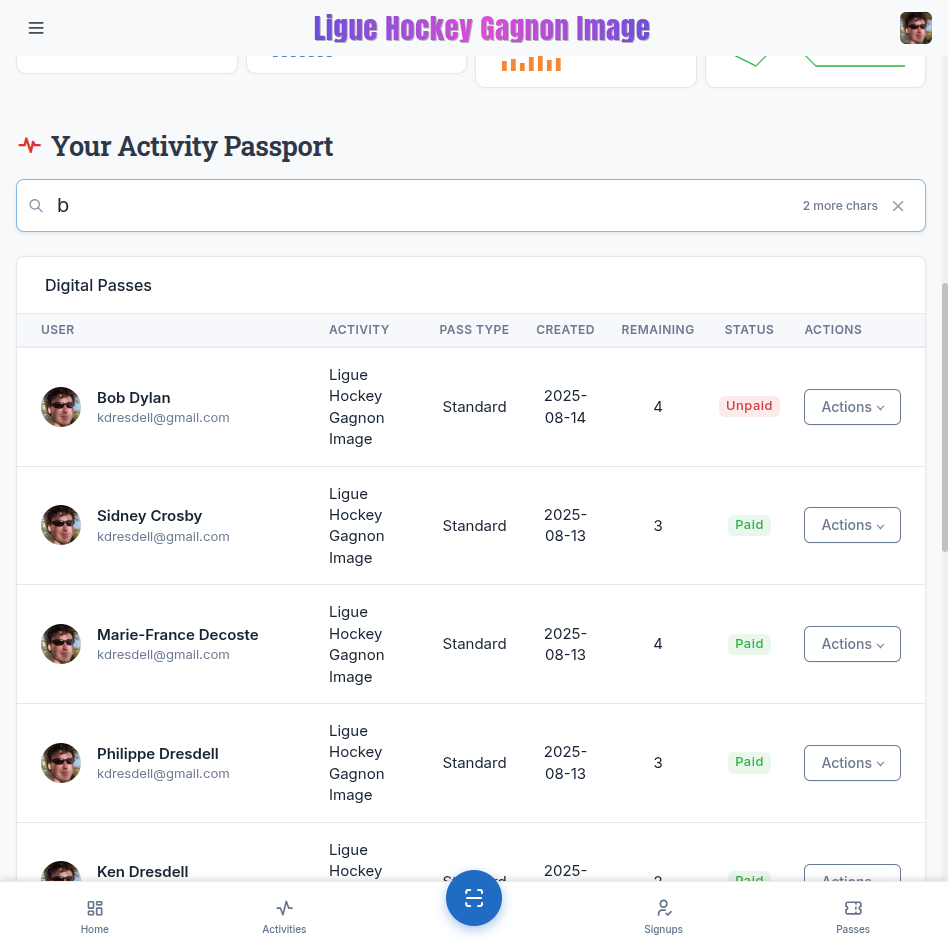 Ligue Hockey Gagnon Image
Your Activity Passport
b
2 more chars
Digital Passes
USER ACTIVITY PASS TYPE CREATED REMAINING STATUS ACTIONS
Bob Dylan
kdresdell@gmail.com
Ligue
Hockey
Gagnon
Image
Standard
2025-
08-14
4
Unpaid
Actions
Sidney Crosby
kdresdell@gmail.com
Ligue
Hockey
Gagnon
Image
Standard
2025-
08-13
3
Paid
Actions
Marie-France Decoste
kdresdell@gmail.com
Ligue
Hockey
Gagnon
Image
Standard
2025-
08-13
4
Paid
Actions
Philippe Dresdell
kdresdell@gmail.com
Ligue
Hockey
Gagnon
Image
Standard
2025-
08-13
3
Paid
Actions
Ken Dresdell
Ligue
Hockey
2025-
Paid
Actions
Home
Activities
Signups
Passes